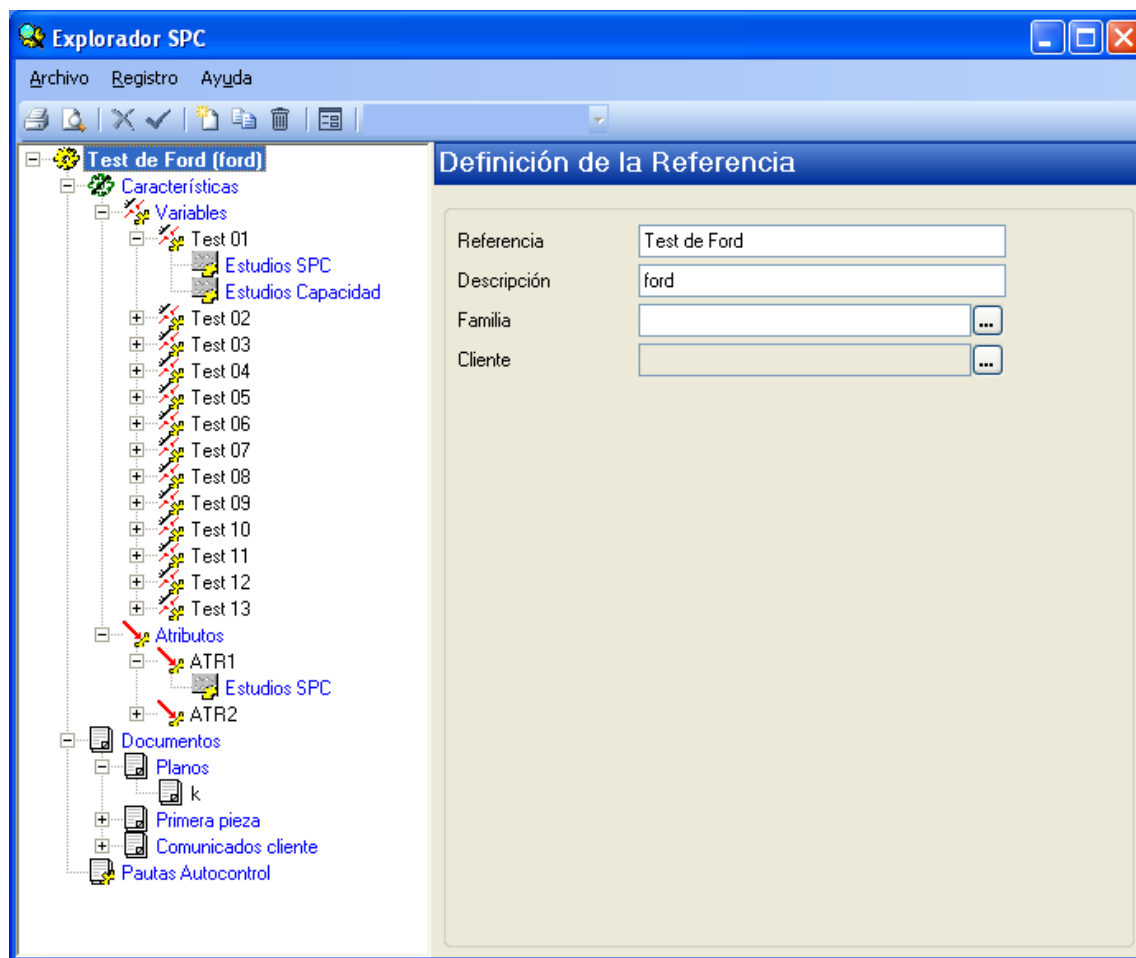 Explorador SPC
Archivo Registro Ayuda
Test de Ford (ford)
Características
Variables
Test 01
Estudios SPC
Estudios Capacidad
Test 02
Test 03
Test 04
Test 05
Test 06
Test 07
Test 08
Test 09
Test 10
Test 11
Test 12
Test 13
Atributos
ATR1
Estudios SPC
ATR2
Documentos
Planos
k
Primera pieza
Comunicados cliente
Pautas Autocontrol
Definición de la Referencia
Referencia Test de Ford
Descripción ford
Familia ...
Cliente ...